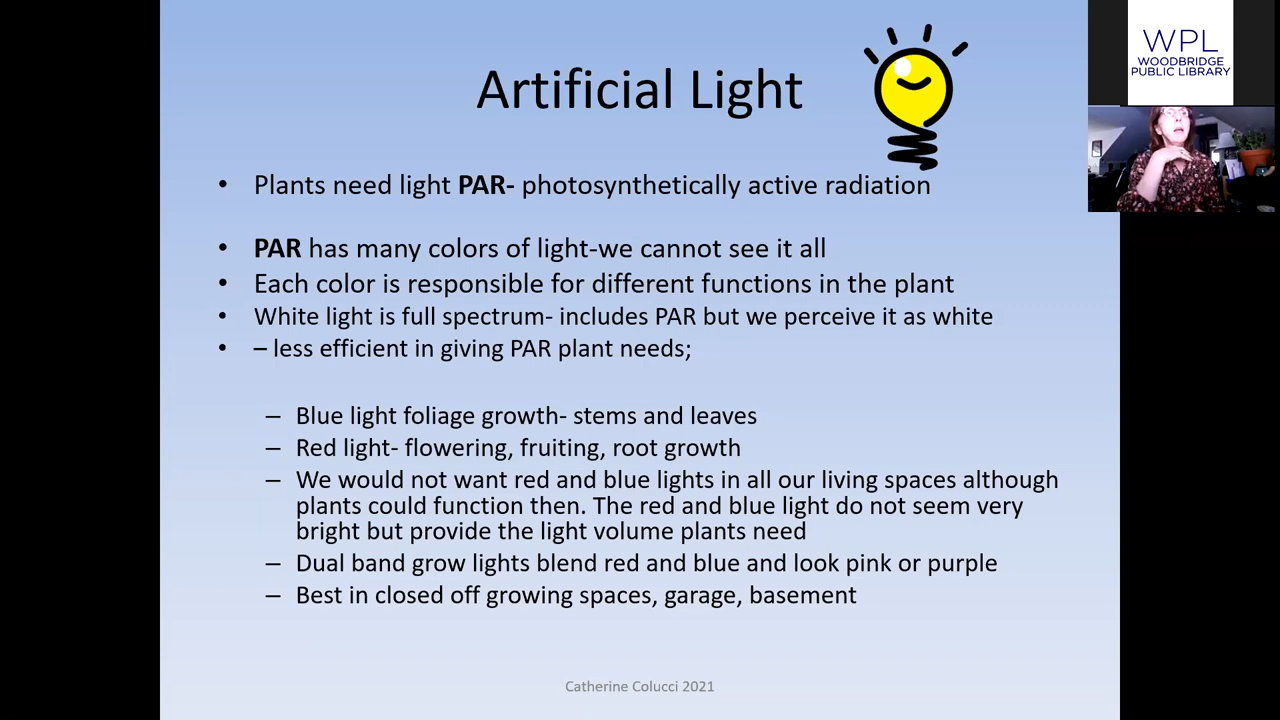 Artificial Light
WPL
WOODBRIDGE
PUBLIC LIBRARY
• Plants need light PAR- photosynthetically active radiation
• PAR has many colors of light-we cannot see it all
• Each color is responsible for different functions in the plant
• White light is full spectrum- includes PAR but we perceive it as white
• – less efficient in giving PAR plant needs;
– Blue light foliage growth- stems and leaves
– Red light- flowering, fruiting, root growth
– We would not want red and blue lights in all our living spaces although
plants could function then. The red and blue light do not seem very
bright but provide the light volume plants need
– Dual band grow lights blend red and blue and look pink or purple
– Best in closed off growing spaces, garage, basement
Catherine Colucci 2021